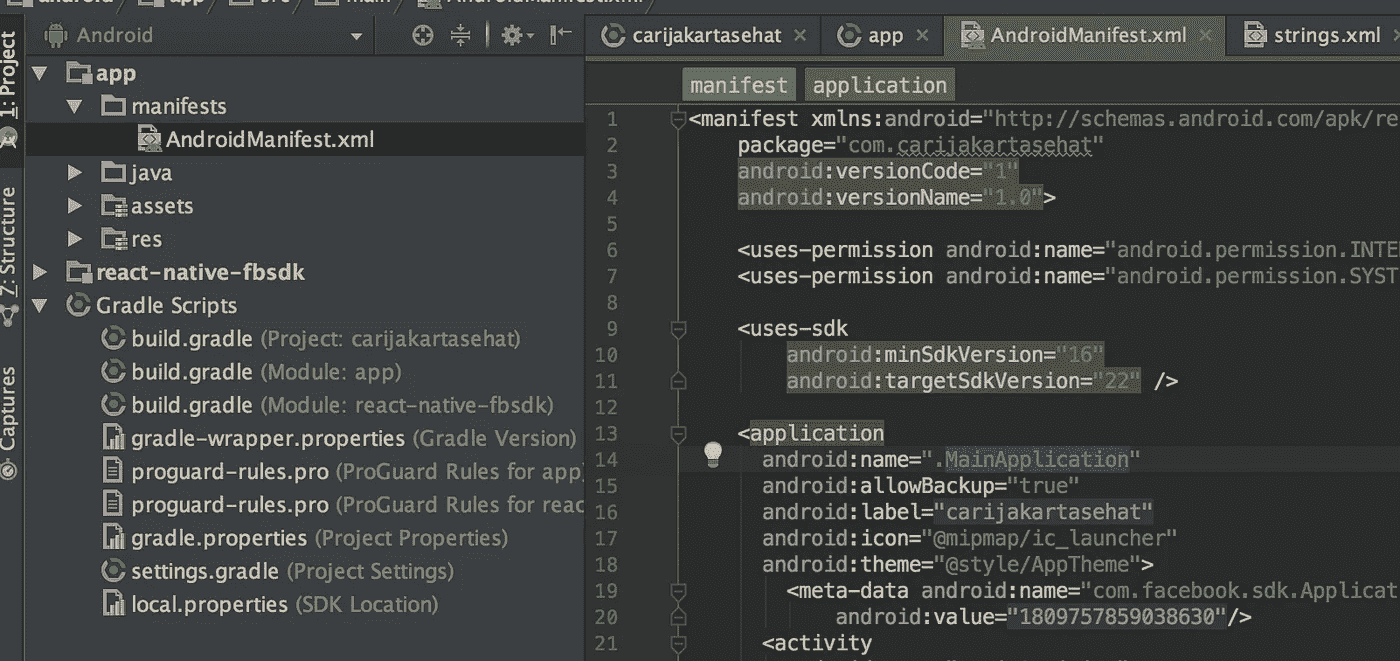 android app src main AndroidManifest.xml
Android
1: Project
7: Structure
Captures
app
manifests
AndroidManifest.xml
java
assets
res
react-native-fbsdk
Gradle Scripts
build.gradle (Project: carijakartasehat)
build.gradle (Module: app)
build.gradle (Module: react-native-fbsdk)
gradle-wrapper.properties (Gradle Version)
proguard-rules.pro (ProGuard Rules for app)
proguard-rules.pro (ProGuard Rules for reac
gradle.properties (Project Properties)
settings.gradle (Project Settings)
local.properties (SDK Location)
carijakartasehat app AndroidManifest.xml strings.xml
manifest application
1 <manifest xmlns:android="http://schemas.android.com/apk/re
2 package="com.carijakartasehat"
3 android:versionCode="1"
4 android:versionName="1.0">
5
6 <uses-permission android:name="android.permission.INTE
7 <uses-permission android:name="android.permission.SYST
8
9 <uses-sdk
10 android:minSdkVersion="16"
11 android:targetSdkVersion="22" />
12
13 <application
14 android:name=".MainApplication"
15 android:allowBackup="true"
16 android:label="carijakartasehat"
17 android:icon="@mipmap/ic_launcher"
18 android:theme="@style/AppTheme">
19 <meta-data android:name="com.facebook.sdk.Applicat
20 android:value="1809757859038630"/>
21 <activity